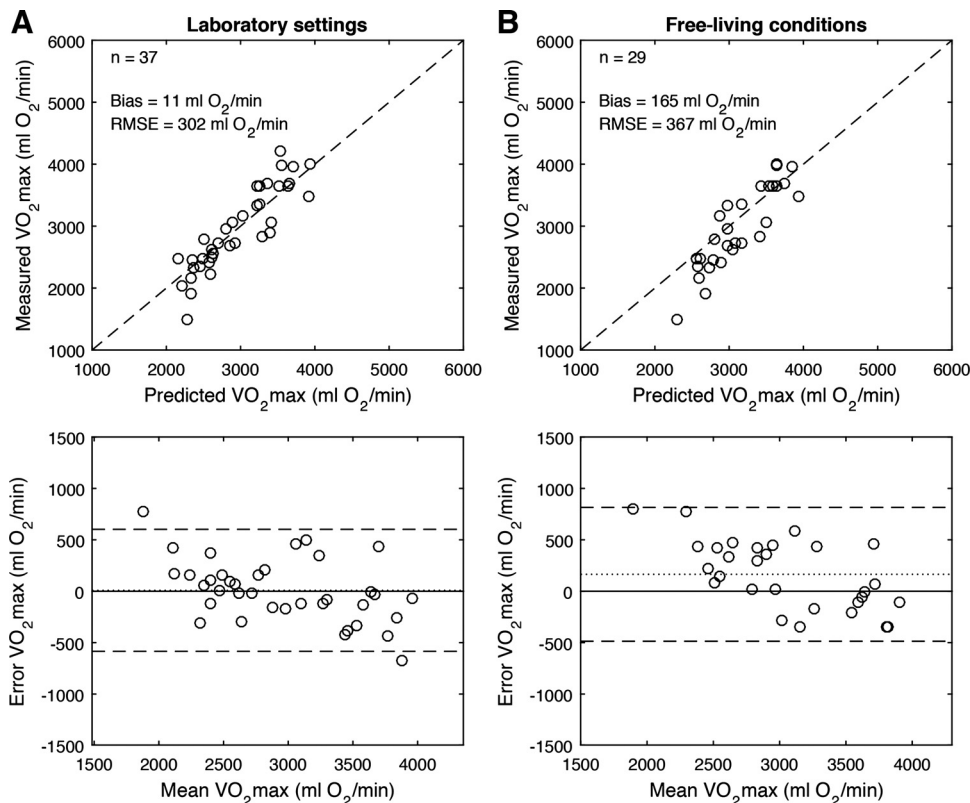 A
Laboratory settings
n = 37
Bias = 11 ml O2/min
RMSE = 302 ml O2/min
Measured VO2max (ml O2/min)
6000
5000
4000
3000
2000
1000
1000 2000 3000 4000 5000 6000
Predicted VO2max (ml O2/min)
B
Free-living conditions
n = 29
Bias = 165 ml O2/min
RMSE = 367 ml O2/min
Measured VO2max (ml O2/min)
6000
5000
4000
3000
2000
1000
1000 2000 3000 4000 5000 6000
Predicted VO2max (ml O2/min)
Error VO2max (ml O2/min)
1500
1000
500
0
-500
-1000
-1500
1500 2000 2500 3000 3500 4000
Mean VO2max (ml O2/min)
Error VO2max (ml O2/min)
1500
1000
500
0
-500
-1000
-1500
1500 2000 2500 3000 3500 4000
Mean VO2max (ml O2/min)